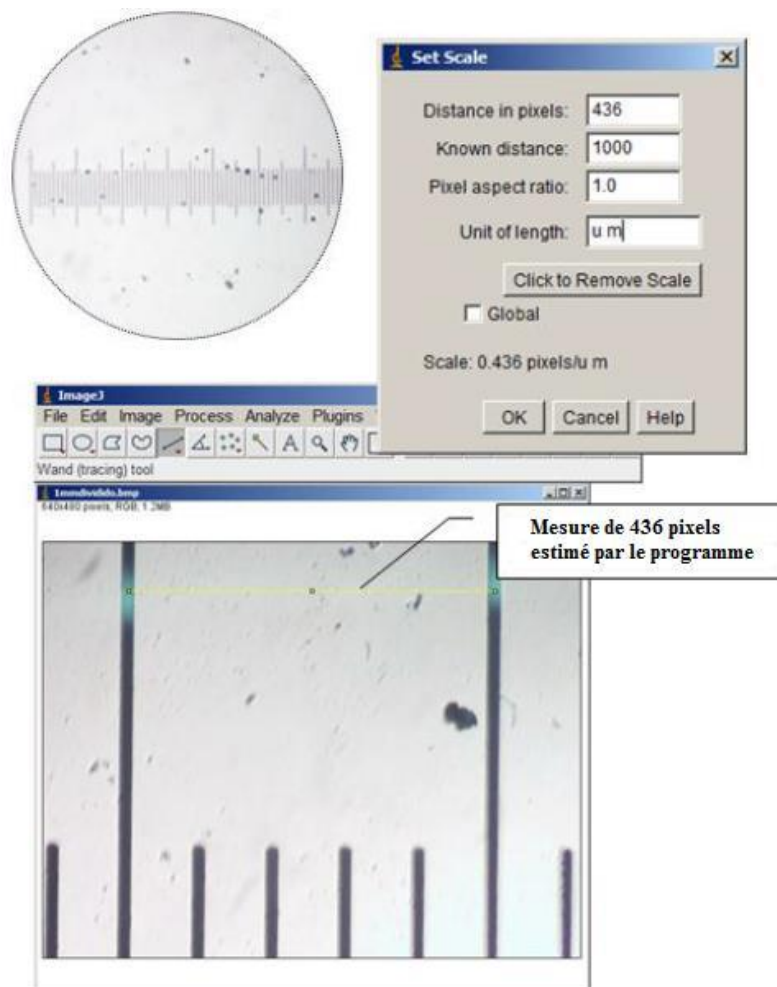 Set Scale
Distance in pixels: 436
Known distance: 1000
Pixel aspect ratio: 1.0
Unit of length: u m
Click to Remove Scale
Global
Scale: 0.436 pixels/u m
OK Cancel Help
ImageJ
File Edit Image Process Analyze Plugins
A
Wand (tracing) tool
1mmdividido.bmp
640x480 pixels, RGB, 1.2MB
Mesure de 436 pixels
estimé par le programme